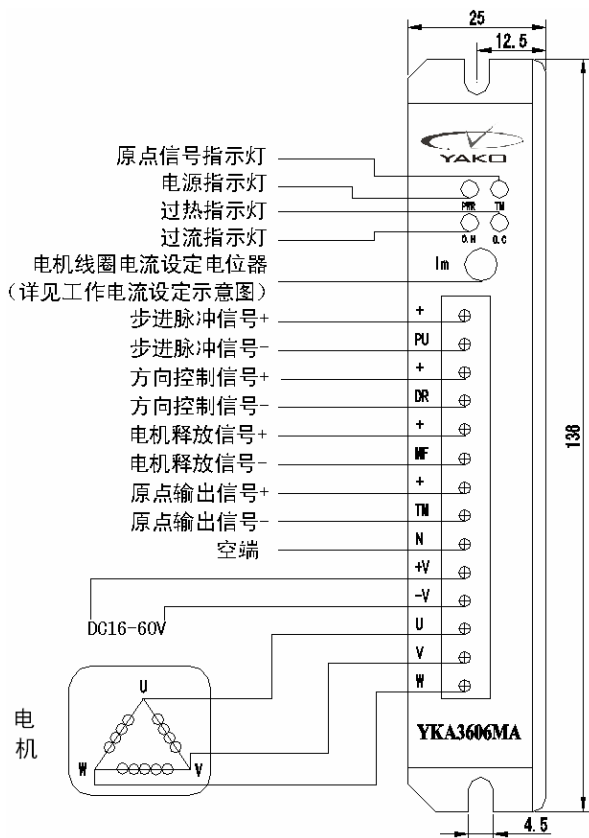 25
12.5
YAKO
原点信号指示灯
电源指示灯
PWR TM
过热指示灯
过流指示灯
O.H O.C
电机线圈电流设定电位器
Im
（详见工作电流设定示意图）
步进脉冲信号+
+
步进脉冲信号-
PU
方向控制信号+
+
方向控制信号-
DR
电机释放信号+
+
电机释放信号-
MF
原点输出信号+
+
原点输出信号-
TM
空端
N
+V
-V
DC16-60V
U
V
W
138
电
机
U
W
V
YKA3606MA
4.5